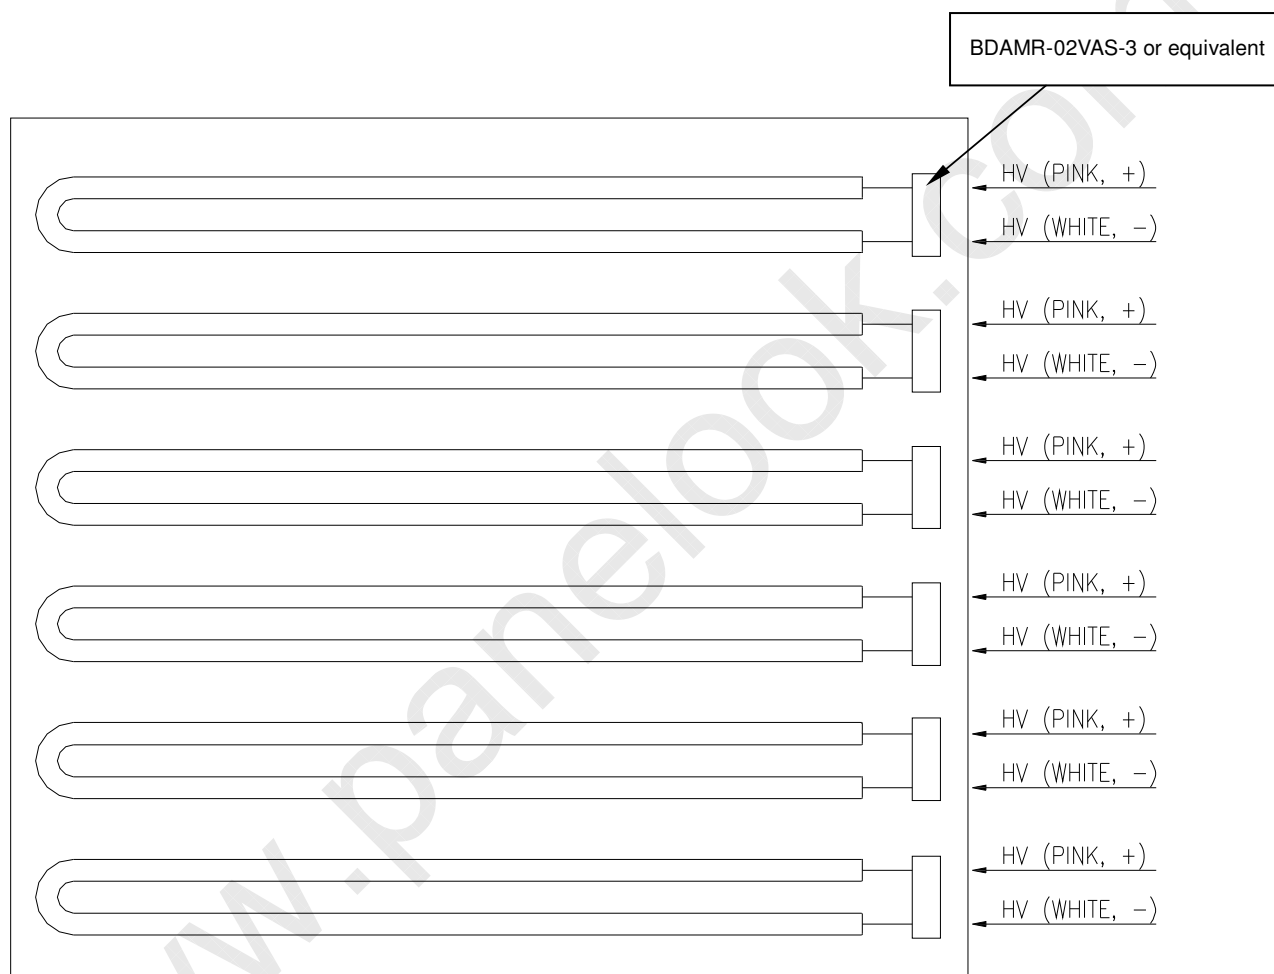 BDAMR-02VAS-3 or equivalent
HV (PINK, +)
HV (WHITE, -)
HV (PINK, +)
HV (WHITE, -)
HV (PINK, +)
HV (WHITE, -)
HV (PINK, +)
HV (WHITE, -)
HV (PINK, +)
HV (WHITE, -)
HV (PINK, +)
HV (WHITE, -)
w.panelook.com